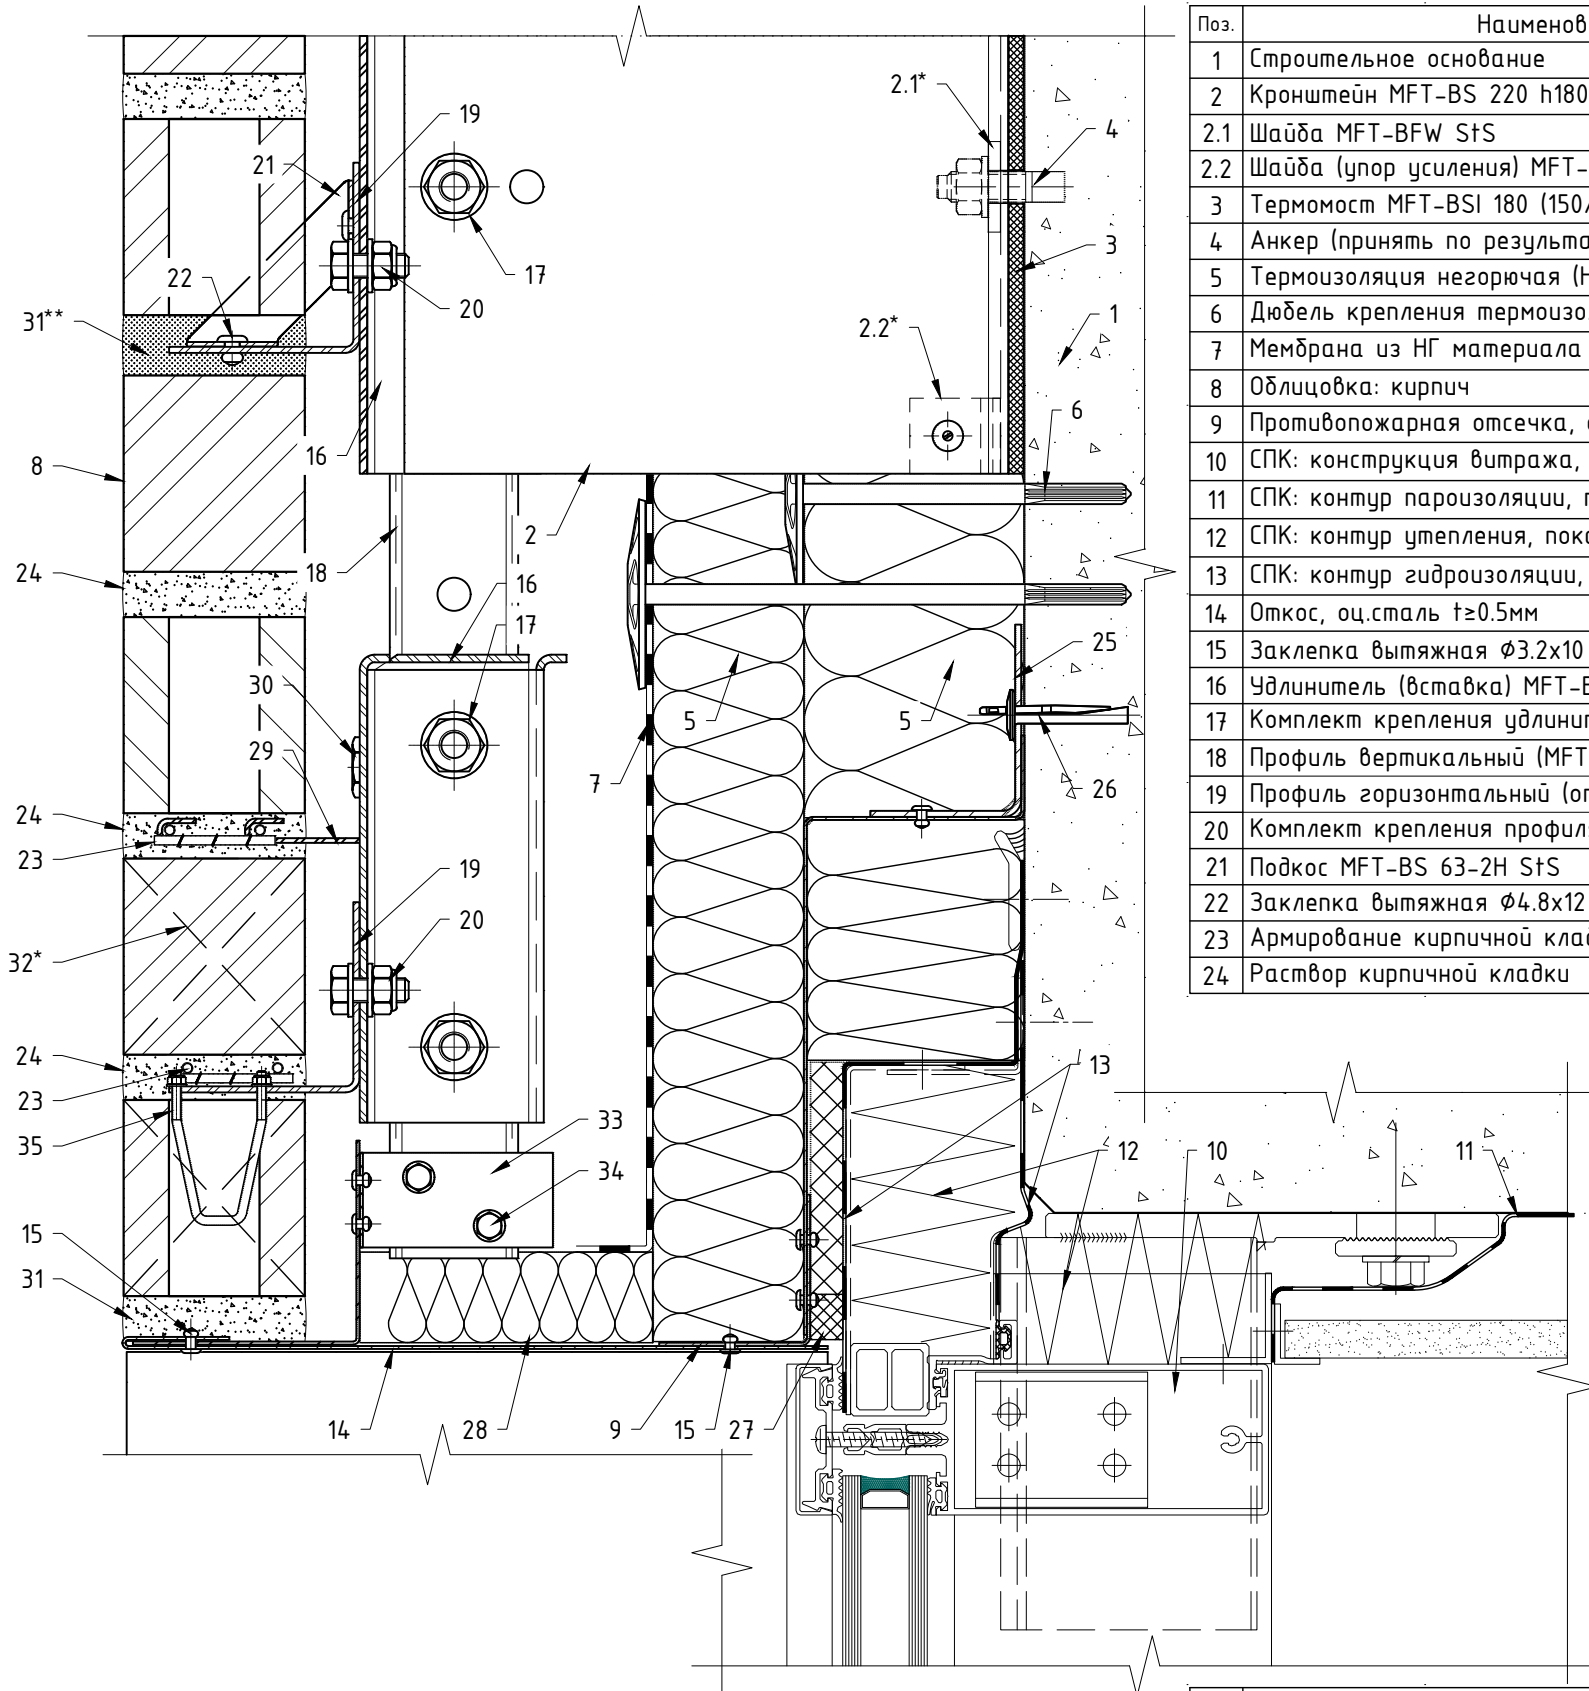 Поз. Наименов
1 Строительное основание
2 Кронштейн MFT-BS 220 h180
2.1 Шайба MFT-BFW StS
2.2 Шайба (упор усиления) MFT-
3 Термомост MFT-BSI 180 (150/
4 Анкер (принять по результа
5 Термоизоляция негорючая (Н
6 Дюбель крепления термоизо
7 Мембрана из НГ материала
8 Облицовка: кирпич
9 Противопожарная отсечка,
10 СПК: конструкция витража,
11 СПК: контур пароизоляции,
12 СПК: контур утепления, пок
13 СПК: контур гидроизоляции,
14 Откос, оц.сталь t≥0.5мм
15 Заклепка вытяжная Ф3.2х10
16 Удлинитель (вставка) MFT-
17 Комплект крепления удлини
18 Профиль вертикальный (MFT
19 Профиль горизонтальный (
20 Комплект крепления профил
21 Подкос MFT-BS 63-2H StS
22 Заклепка вытяжная Ф4.8х12
23 Армирование кирпичной кла
24 Раствор кирпичной кладки
2.1*
19
4
21
17
3
22
20
31**
2.2*
1
6
16
8
2
18
16
24
17
25
30
5
5
29
7
26
24
23
19
20
32*
24
13
23
33
35
12
10
11
34
15
31
14
28
9
15
27